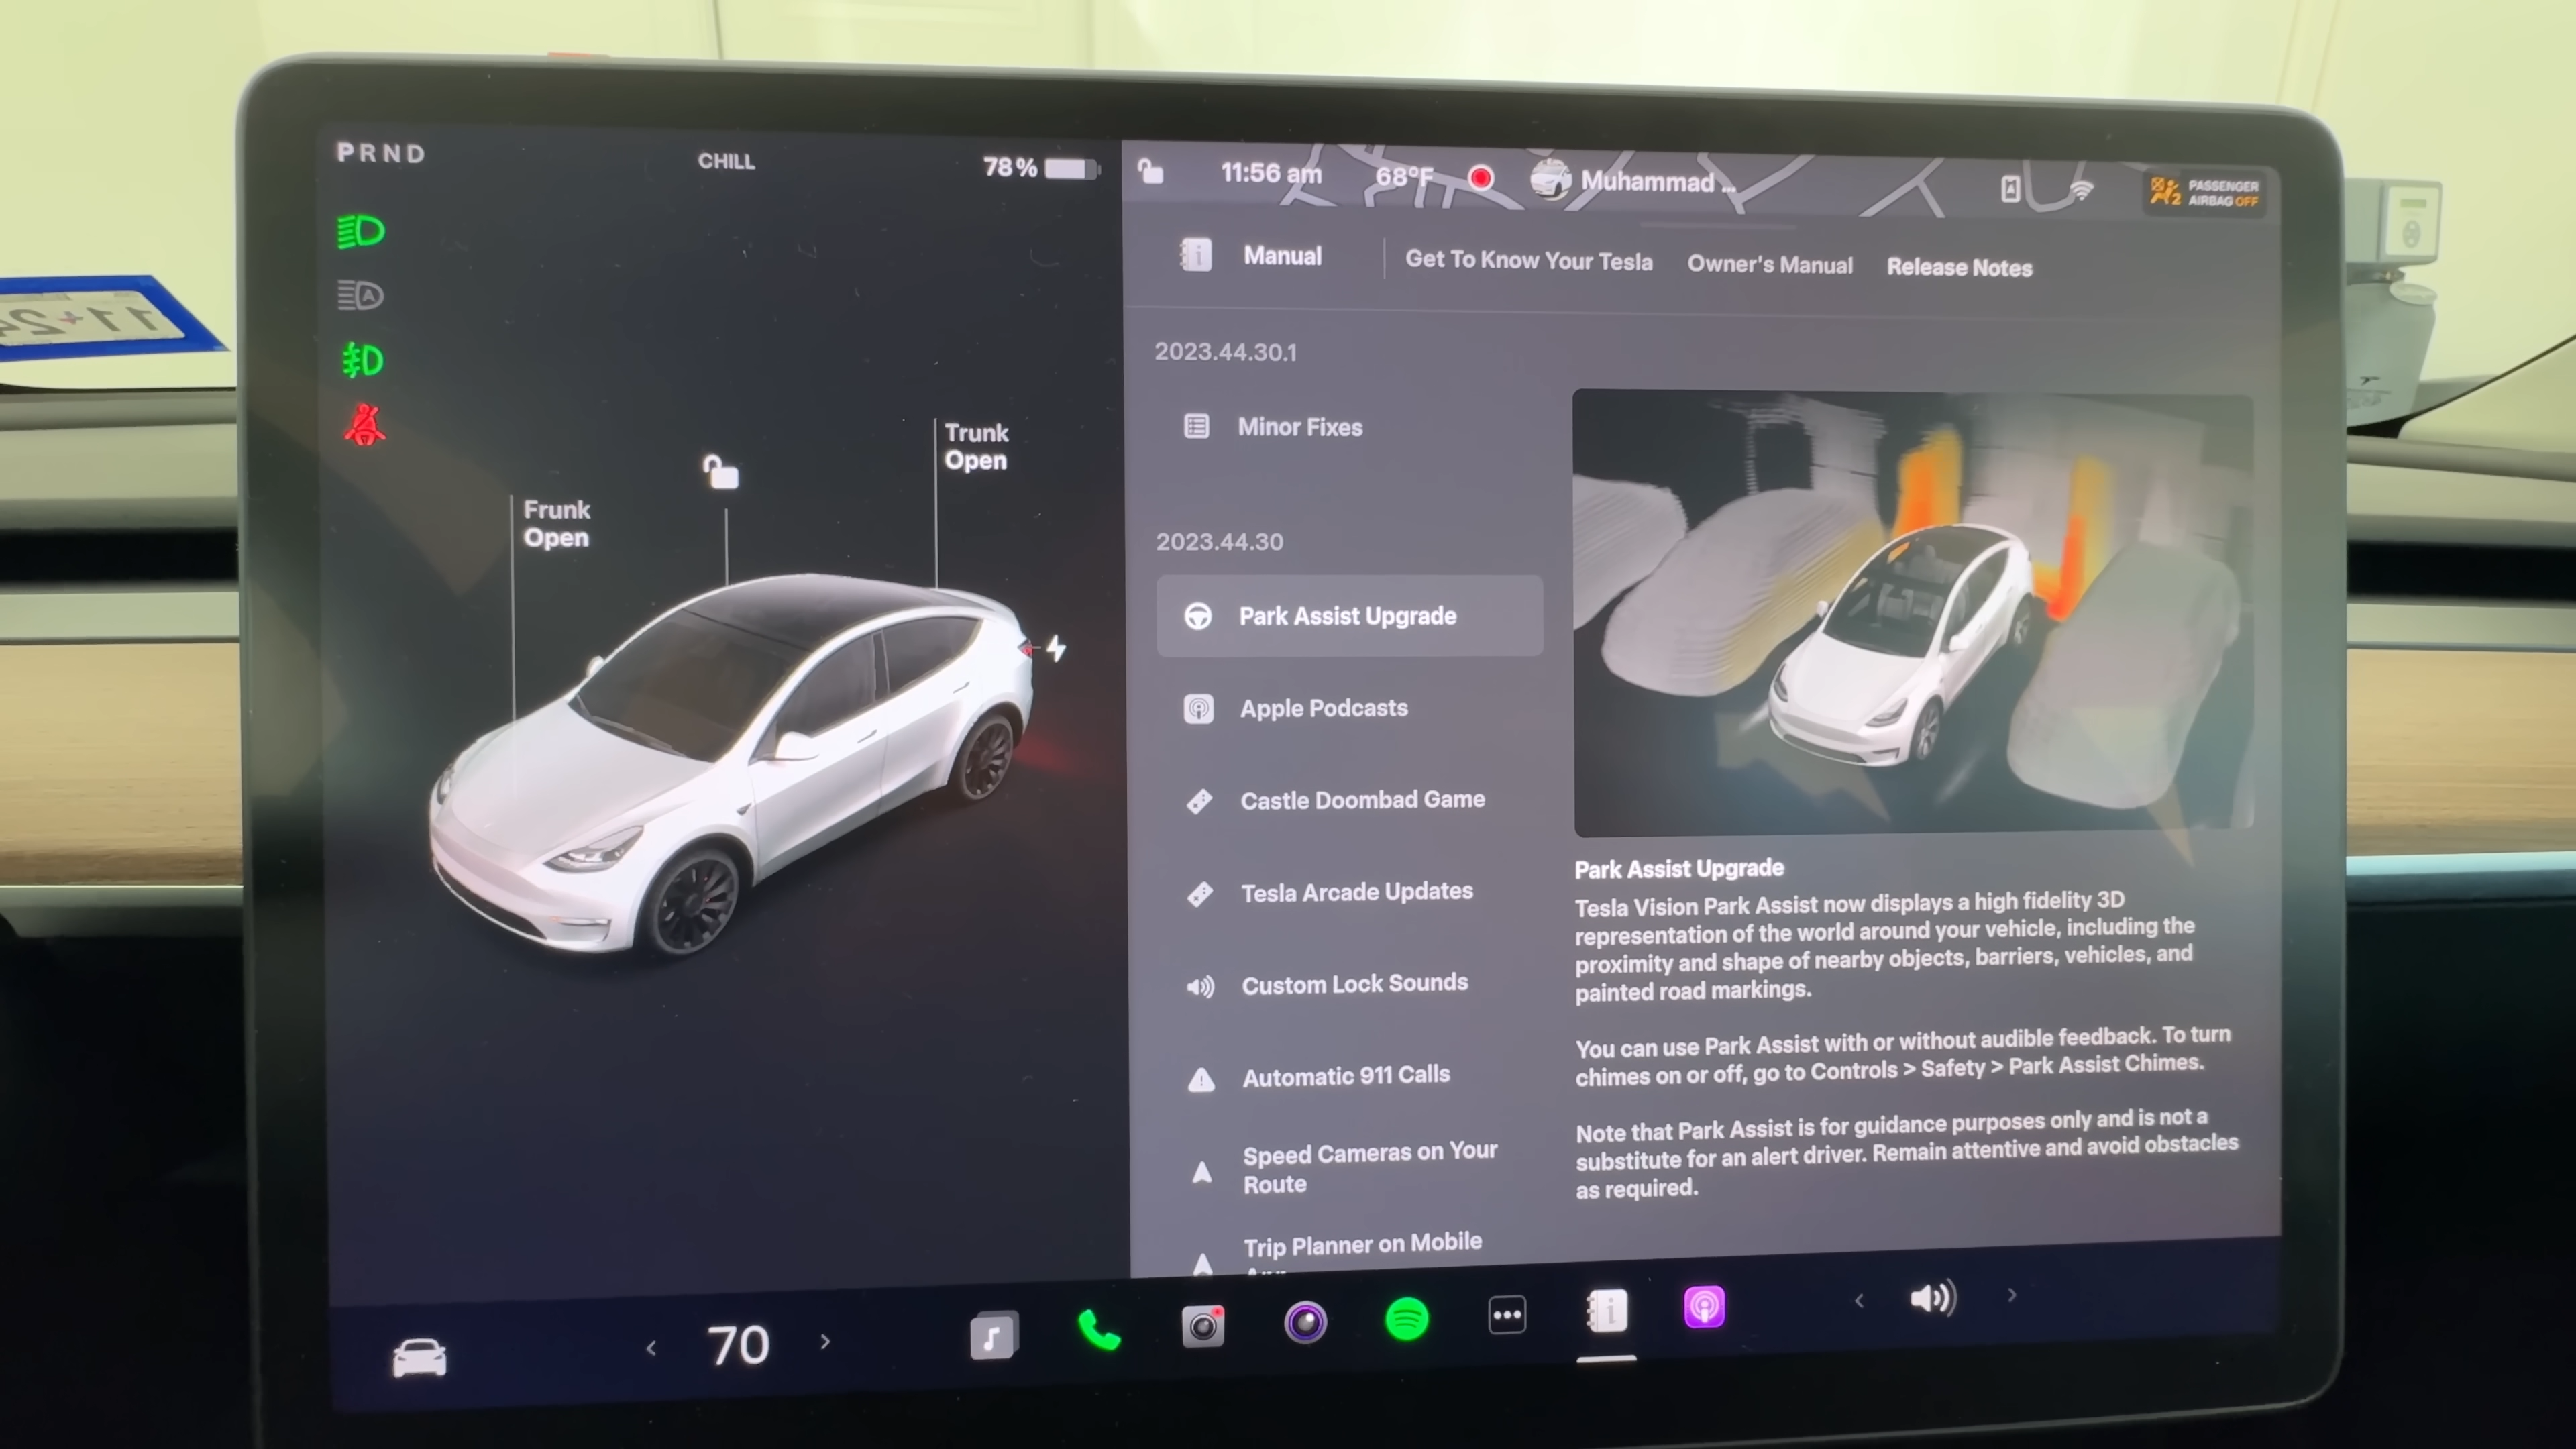 PRND
CHILL
78%
11:56 am
68°F
Muhammad ...
PASSENGER
AIRBAG OFF
Manual
Get To Know Your Tesla
Owner's Manual
Release Notes
Frunk
Open
Trunk
Open
2023.44.30.1
Minor Fixes
2023.44.30
Park Assist Upgrade
Apple Podcasts
Castle Doombad Game
Tesla Arcade Updates
Custom Lock Sounds
Automatic 911 Calls
Speed Cameras on Your
Route
Trip Planner on Mobile
Park Assist Upgrade
Tesla Vision Park Assist now displays a high fidelity 3D
representation of the world around your vehicle, including the
proximity and shape of nearby objects, barriers, vehicles, and
painted road markings.
You can use Park Assist with or without audible feedback. To turn
chimes on or off, go to Controls > Safety > Park Assist Chimes.
Note that Park Assist is for guidance purposes only and is not a
substitute for an alert driver. Remain attentive and avoid obstacles
as required.
70